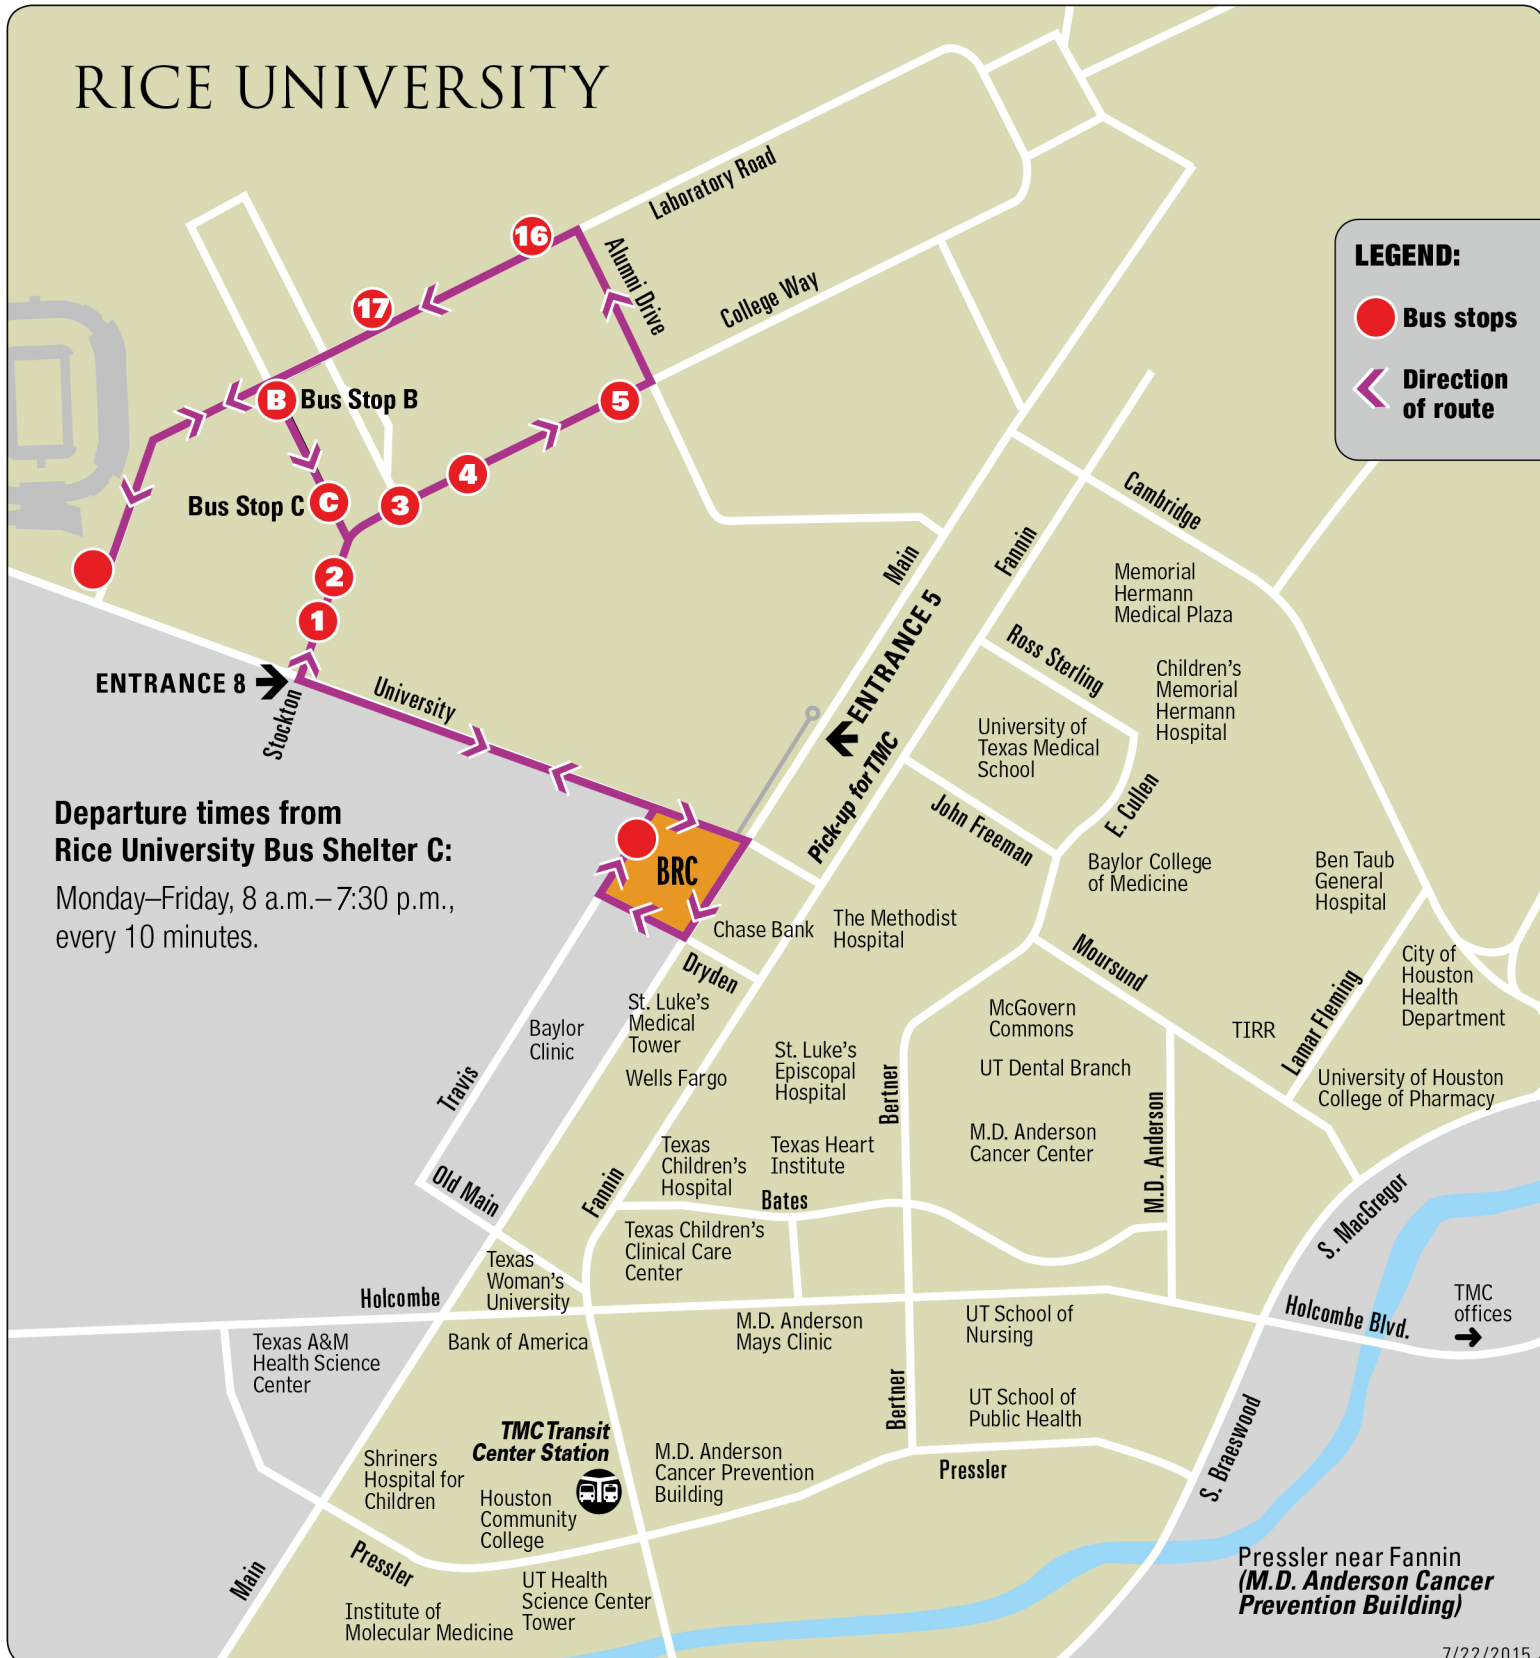 RICE UNIVERSITY
Laboratory Road
16
Alumni Drive
College Way
17
LEGEND:
Bus stops
Direction
of route
B
Bus Stop B
5
4
Bus Stop C
C
3
2
1
Cambridge
Main
Fannin
ENTRANCE 5
Memorial
Hermann
Medical Plaza
Ross Sterling
Children's
Memorial
Hermann
Hospital
ENTRANCE 8
Stockton
University
University of
Texas Medical
School
Pick-up for TMC
John Freeman
E. Cullen
Departure times from
Rice University Bus Shelter C:
Monday–Friday, 8 a.m.–7:30 p.m.,
every 10 minutes.
BRC
Baylor College
of Medicine
Ben Taub
General
Hospital
Chase Bank
The Methodist
Hospital
Dryden
Moursund
City of
Houston
Health
Department
St. Luke's
Medical
Tower
Baylor
Clinic
McGovern
Commons
TIRR
Lamar Fleming
Wells Fargo
St. Luke's
Episcopal
Hospital
UT Dental Branch
University of Houston
College of Pharmacy
Travis
Bertner
M.D. Anderson
Cancer Center
M.D. Anderson
Texas
Children's
Hospital
Texas Heart
Institute
Old Main
Fannin
Bates
S. MacGregor
Texas Children's
Clinical Care
Center
Texas
Woman's
University
Holcombe
TMC
offices
Holcombe Blvd.
Texas A&M
Health Science
Center
Bank of America
M.D. Anderson
Mays Clinic
UT School of
Nursing
Bertner
UT School of
Public Health
TMC Transit
Center Station
S. Braeswood
Shriners
Hospital for
Children
Houston
Community
College
M.D. Anderson
Cancer Prevention
Building
Pressler
Main
Pressler
Pressler near Fannin
(M.D. Anderson Cancer
Prevention Building)
UT Health
Science Center
Tower
Institute of
Molecular Medicine
7/22/2015